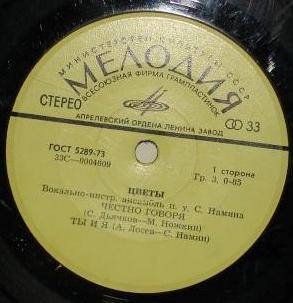 МИНИСТЕРСТВО КУЛЬТУРЫ СССР
МЕЛОДИЯ
ВСЕСОЮЗНАЯ ФИРМА ГРАМПЛАСТИНОК
СТЕРЕО
33
АПРЕЛЕВСКИЙ ОРДЕНА ЛЕНИНА ЗАВОД
ГОСТ 5289-73
33С—0004609
1 сторона
Гр. 3. 0-85
ЦВЕТЫ
Вокально-инстр. ансамбль п. у. С. Намина
ЧЕСТНО ГОВОРЯ
(С. Дьячков—М. Ножкин)
ТЫ И Я (А. Лосев—С. Намин)